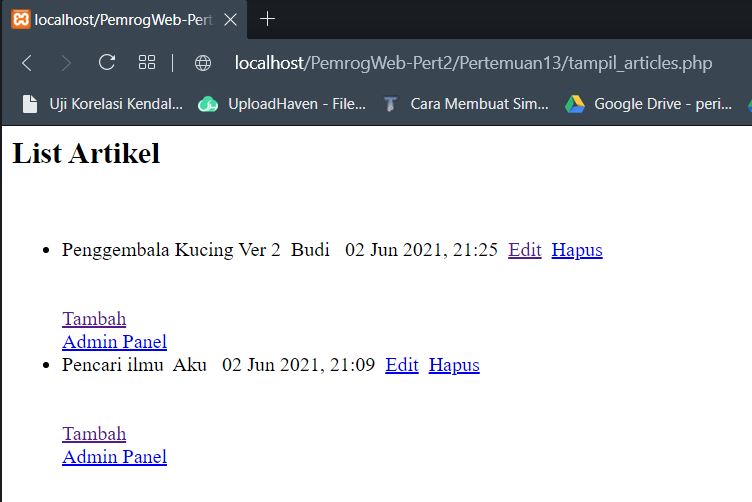 localhost/PemrogWeb-Pert
localhost/PemrogWeb-Pert2/Pertemuan13/tampil_articles.php
Uji Korelasi Kendal... UploadHaven - File... Cara Membuat Sim... Google Drive - peri...
List Artikel
Penggembala Kucing Ver 2 Budi 02 Jun 2021, 21:25 Edit Hapus
Tambah
Admin Panel
Pencari ilmu Aku 02 Jun 2021, 21:09 Edit Hapus
Tambah
Admin Panel